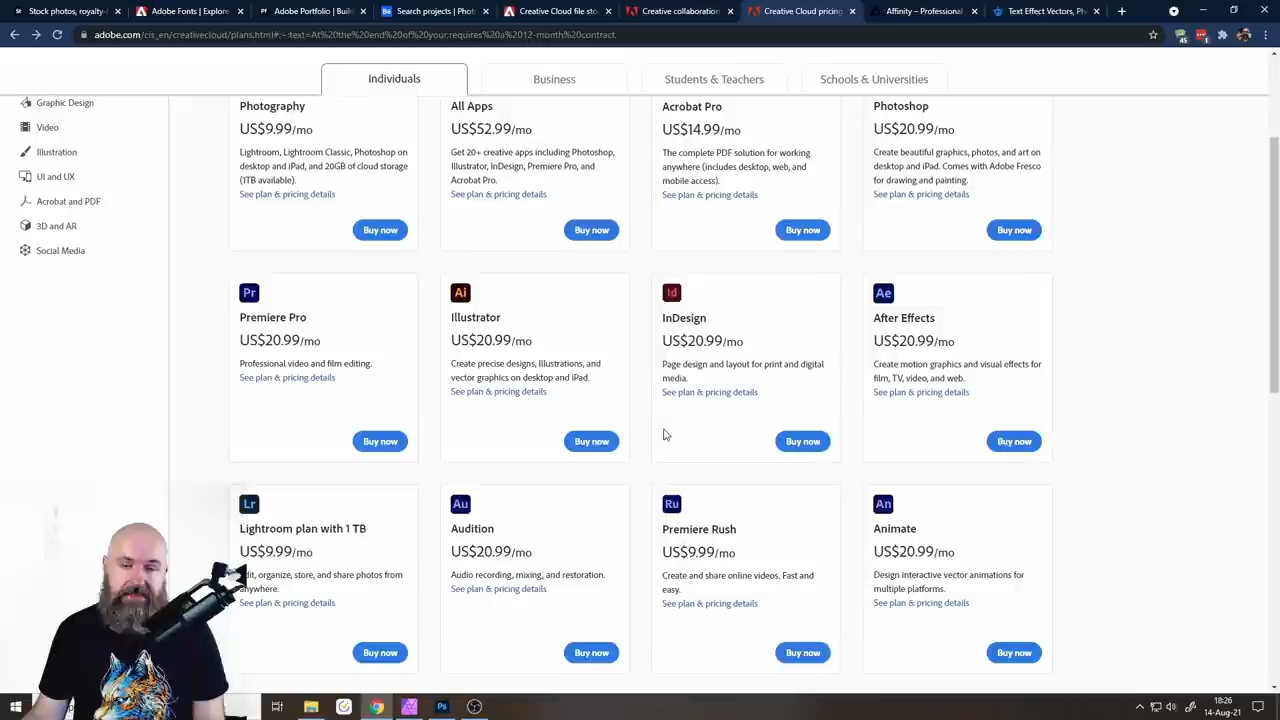 Stock photos, royalty-f
Adobe Fonts | Explore
Adobe Portfolio | Buil
Search projects | Phot
Creative Cloud file sto
Creative collaboration
Creative Cloud pricing
Affinity – Professional
Text Effect Vectors, Ph
adobe.com/cis_en/creativecloud/plans.html#:~:text=At%20the%20end%20of%20your,requires%20a%2012-month%20contract.
Individuals
Business
Students & Teachers
Schools & Universities
Graphic Design
Video
Illustration
UI and UX
Acrobat and PDF
3D and AR
Social Media
Photography
US$9.99/mo
Lightroom, Lightroom Classic, Photoshop on
desktop and iPad, and 20GB of cloud storage
(1TB available).
See plan & pricing details
Buy now
All Apps
US$52.99/mo
Get 20+ creative apps including Photoshop,
Illustrator, InDesign, Premiere Pro, and
Acrobat Pro.
See plan & pricing details
Buy now
Acrobat Pro
US$14.99/mo
The complete PDF solution for working
anywhere (includes desktop, web, and
mobile access).
See plan & pricing details
Buy now
Photoshop
US$20.99/mo
Create beautiful graphics, photos, and art on
desktop and iPad. Comes with Adobe Fresco
for drawing and painting.
See plan & pricing details
Buy now
Pr
Premiere Pro
US$20.99/mo
Professional video and film editing.
See plan & pricing details
Buy now
Ai
Illustrator
US$20.99/mo
Create precise designs, Illustrations, and
vector graphics on desktop and iPad.
See plan & pricing details
Buy now
Id
InDesign
US$20.99/mo
Page design and layout for print and digital
media.
See plan & pricing details
Buy now
Ae
After Effects
US$20.99/mo
Create motion graphics and visual effects for
film, TV, video, and web.
See plan & pricing details
Buy now
Lr
Lightroom plan with 1 TB
US$9.99/mo
dit, organize, store, and share photos from
anywhere.
See plan & pricing details
Buy now
Au
Audition
US$20.99/mo
Audio recording, mixing, and restoration.
See plan & pricing details
Buy now
Ru
Premiere Rush
US$9.99/mo
Create and share online videos. Fast and
easy.
See plan & pricing details
Buy now
An
Animate
US$20.99/mo
Design interactive vector animations for
multiple platforms.
See plan & pricing details
Buy now
18:26
14-Aug-21